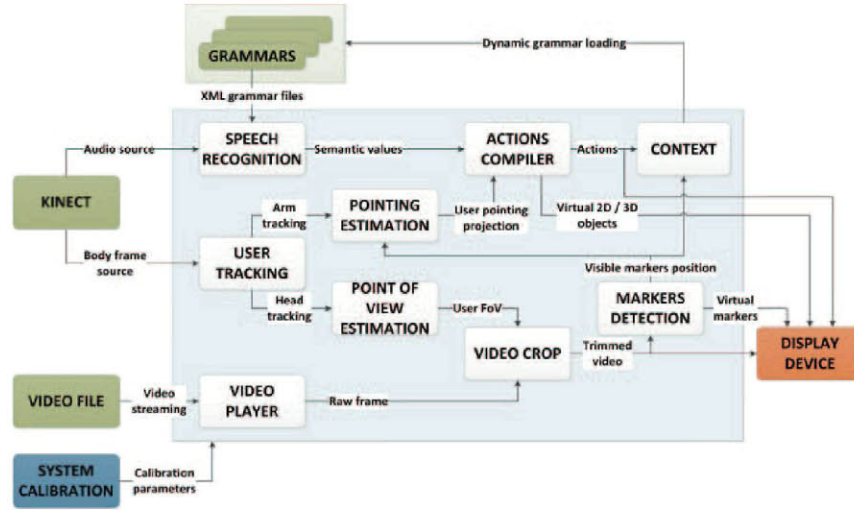 GRAMMARS
Dynamic grammar loading
XML grammar files
Audio source
SPEECH
RECOGNITION
Semantic values
ACTIONS
COMPILER
Actions
CONTEXT
KINECT
Arm
tracking
POINTING
ESTIMATION
User pointing
projection
Virtual 2D / 3D
objects
Body frame
source
USER
TRACKING
Visible markers position
Head
tracking
POINT OF
VIEW
ESTIMATION
User FoV
MARKERS
DETECTION
Virtual
markers
VIDEO CROP
Trimmed
video
DISPLAY
DEVICE
VIDEO FILE
Video
streaming
VIDEO
PLAYER
Raw frame
SYSTEM
CALIBRATION
Calibration
parameters